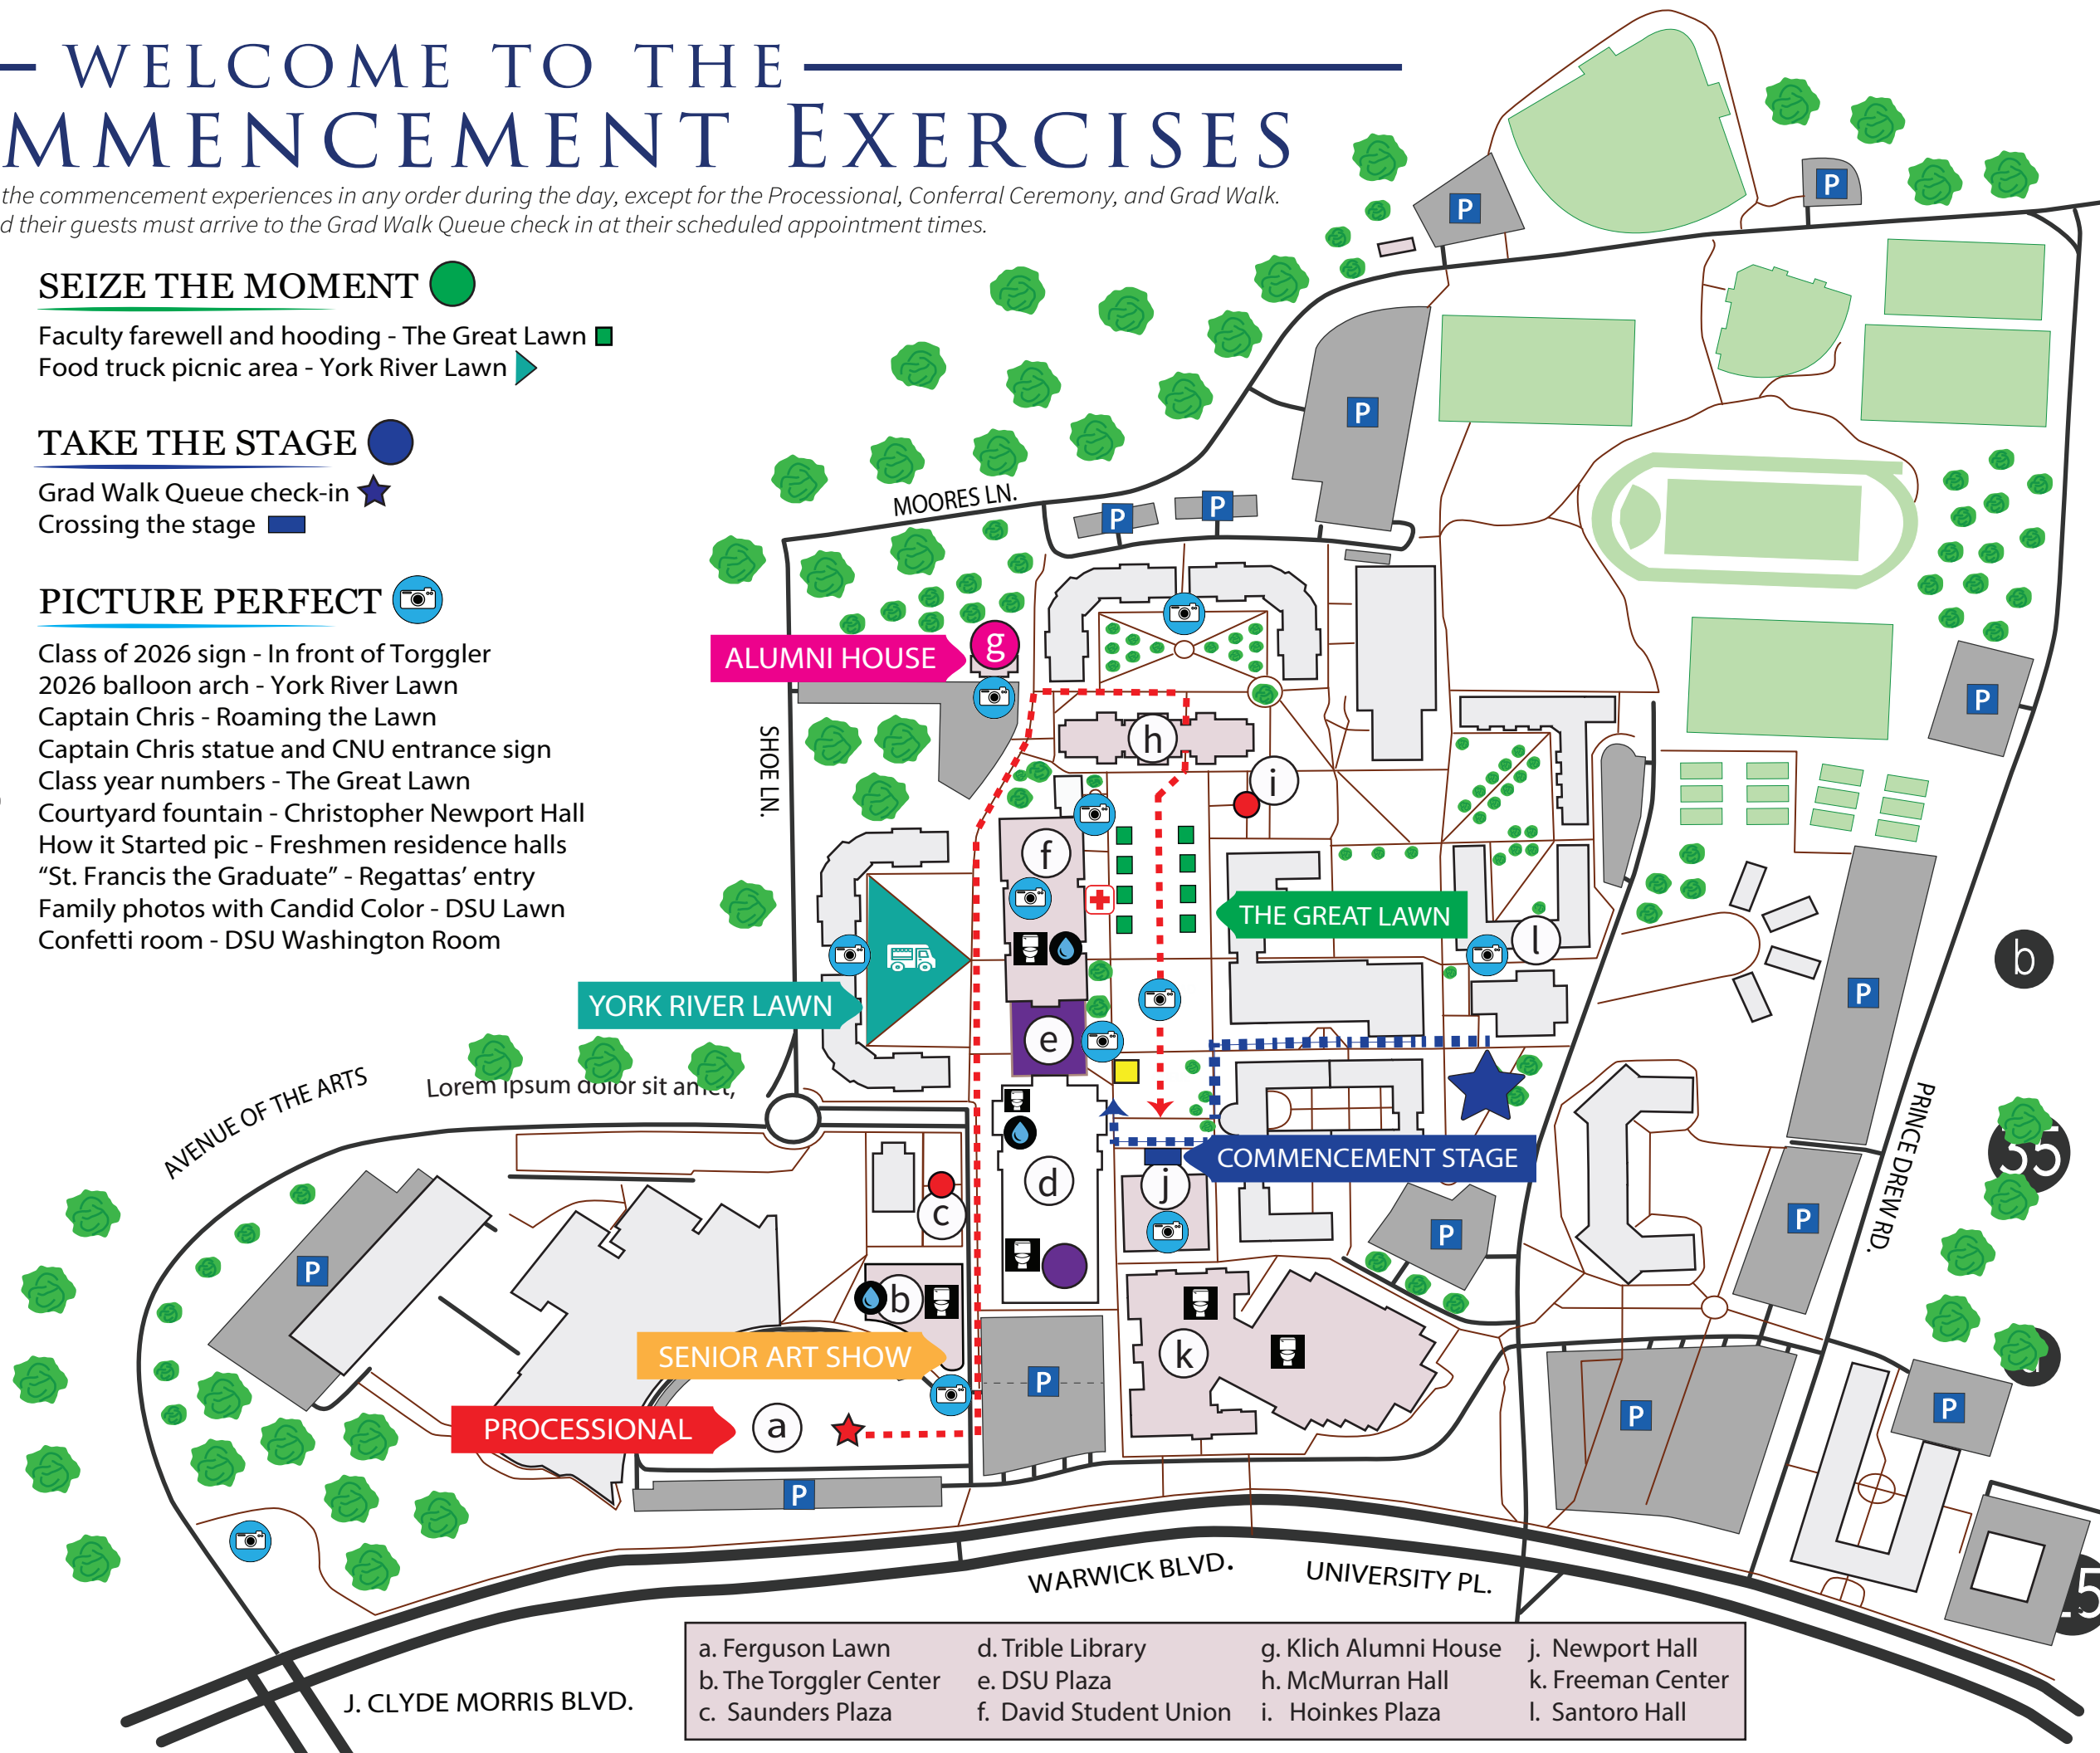 WELCOME TO THE
MMENCEMENT EXERCISES
the commencement experiences in any order during the day, except for the Processional, Conferral Ceremony, and Grad Walk.
d their guests must arrive to the Grad Walk Queue check in at their scheduled appointment times.
SEIZE THE MOMENT
Faculty farewell and hooding - The Great Lawn
Food truck picnic area - York River Lawn
TAKE THE STAGE
Grad Walk Queue check-in
Crossing the stage
PICTURE PERFECT
Class of 2026 sign - In front of Torggler
2026 balloon arch - York River Lawn
Captain Chris - Roaming the Lawn
Captain Chris statue and CNU entrance sign
Class year numbers - The Great Lawn
Courtyard fountain - Christopher Newport Hall
How it Started pic - Freshmen residence halls
“St. Francis the Graduate” - Regattas’ entry
Family photos with Candid Color - DSU Lawn
Confetti room - DSU Washington Room
P
P
P
MOORES LN.
P
P
ALUMNI HOUSE
g
P
SHOE LN.
h
i
f
THE GREAT LAWN
l
b
P
YORK RIVER LAWN
e
AVENUE OF THE ARTS
Lorem ipsum dolor sit amet,
PRINCE DREW RD.
35
COMMENCEMENT STAGE
d
j
c
P
P
P
b
SENIOR ART SHOW
k
P
P
P
PROCESSIONAL
a
P
WARWICK BLVD.
UNIVERSITY PL.
J. CLYDE MORRIS BLVD.
a. Ferguson Lawn
b. The Torggler Center
c. Saunders Plaza
d. Trible Library
e. DSU Plaza
f. David Student Union
g. Klich Alumni House
h. McMurran Hall
i. Hoinkes Plaza
j. Newport Hall
k. Freeman Center
l. Santoro Hall